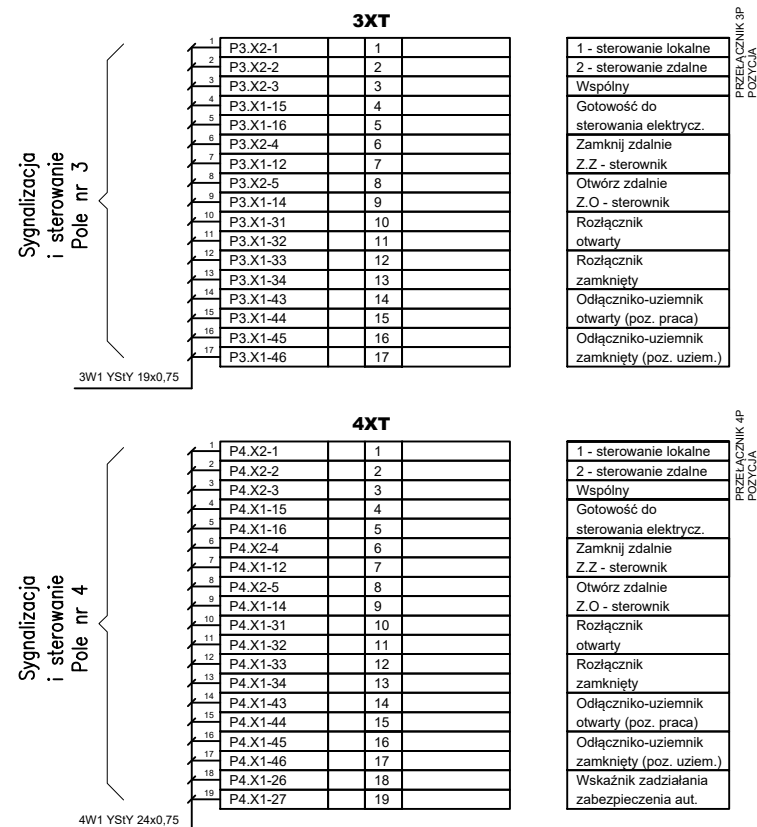 3XT
PRZEŁĄCZNIK 3P
POZYCJA
Sygnalizacja
i sterowanie
Pole nr 3
1 P3.X2-1 1 1 - sterowanie lokalne
2 P3.X2-2 2 2 - sterowanie zdalne
3 P3.X2-3 3 Wspólny
4 P3.X1-15 4 Gotowość do
5 P3.X1-16 5 sterowania elektrycz.
6 P3.X2-4 6 Zamknij zdalnie
7 P3.X1-12 7 Z.Z - sterownik
8 P3.X2-5 8 Otwórz zdalnie
9 P3.X1-14 9 Z.O - sterownik
10 P3.X1-31 10 Rozłącznik
11 P3.X1-32 11 otwarty
12 P3.X1-33 12 Rozłącznik
13 P3.X1-34 13 zamknięty
14 P3.X1-43 14 Odłączniko-uziemnik
15 P3.X1-44 15 otwarty (poz. praca)
16 P3.X1-45 16 Odłączniko-uziemnik
17 P3.X1-46 17 zamknięty (poz. uziem.)
3W1 YStY 19x0,75
4XT
PRZEŁĄCZNIK 4P
POZYCJA
Sygnalizacja
i sterowanie
Pole nr 4
1 P4.X2-1 1 1 - sterowanie lokalne
2 P4.X2-2 2 2 - sterowanie zdalne
3 P4.X2-3 3 Wspólny
4 P4.X1-15 4 Gotowość do
5 P4.X1-16 5 sterowania elektrycz.
6 P4.X2-4 6 Zamknij zdalnie
7 P4.X1-12 7 Z.Z - sterownik
8 P4.X2-5 8 Otwórz zdalnie
9 P4.X1-14 9 Z.O - sterownik
10 P4.X1-31 10 Rozłącznik
11 P4.X1-32 11 otwarty
12 P4.X1-33 12 Rozłącznik
13 P4.X1-34 13 zamknięty
14 P4.X1-43 14 Odłączniko-uziemnik
15 P4.X1-44 15 otwarty (poz. praca)
16 P4.X1-45 16 Odłączniko-uziemnik
17 P4.X1-46 17 zamknięty (poz. uziem.)
18 P4.X1-26 18 Wskaźnik zadziałania
19 P4.X1-27 19 zabezpieczenia aut.
4W1 YStY 24x0,75